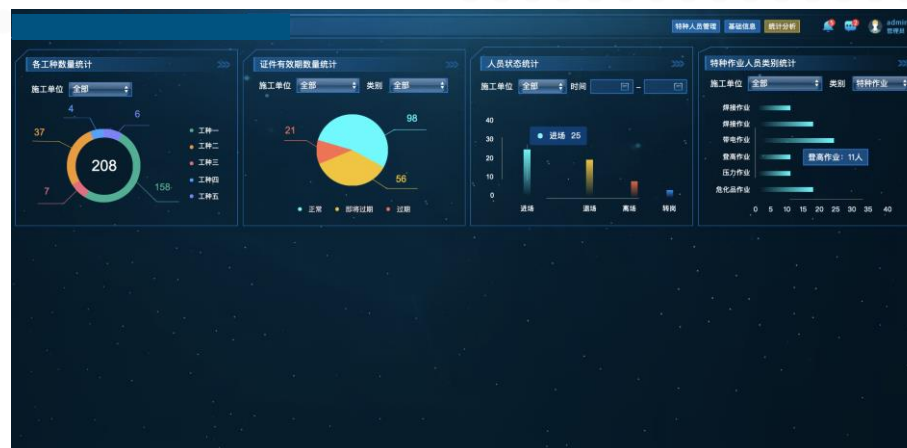 特种人员管理 基础信息 统计分析 admin
管理员
各工种数量统计
施工单位 全部
4
6
37
208
7
158
工种一
工种二
工种三
工种四
工种五
证件有效期数量统计
施工单位 全部 类别 全部
21
98
56
正常 即将过期 过期
人员状态统计
施工单位 全部 时间 -
40
30
20
10
0
进场 25
进场 退场 离场 转岗
特种作业人员类别统计
施工单位 全部 类别 特种作业
焊接作业
焊接作业
带电作业
登高作业
压力作业
危化品作业
登高作业：11人
0 5 10 15 20 25 30 35 40